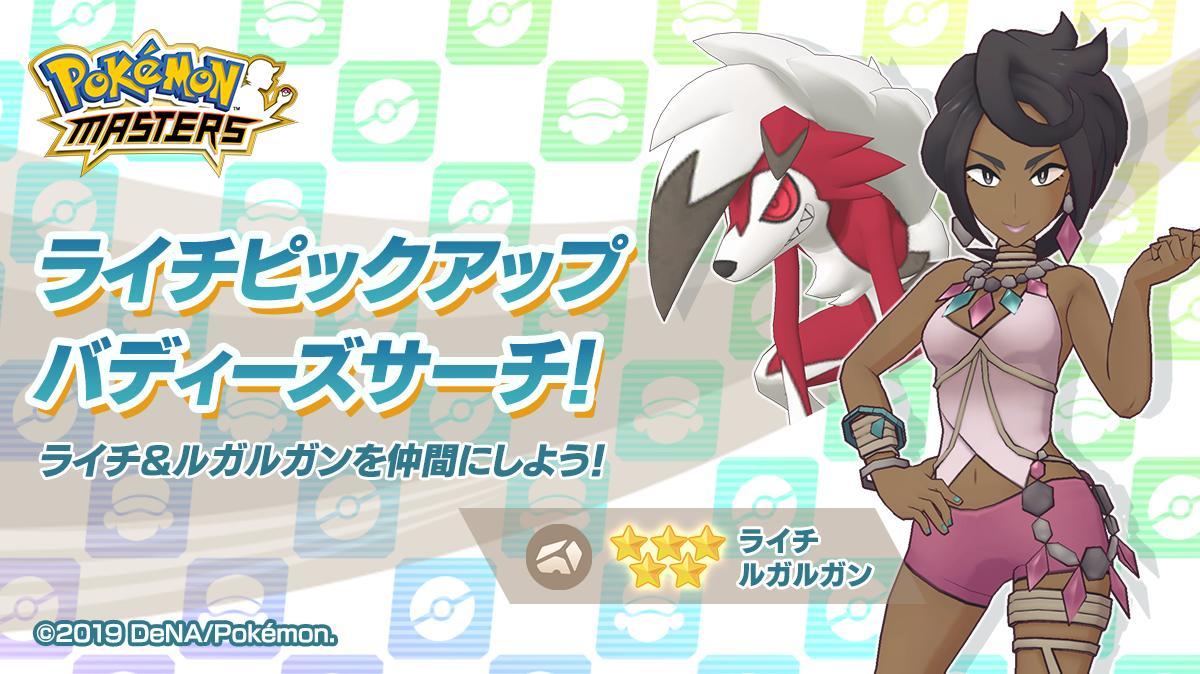 POKéMON
MASTERS
ライチピックアップ
バディーズサーチ!
ライチ&ルガルガンを仲間にしよう!
ライチ
ルガルガン
©2019 DeNA/Pokémon.